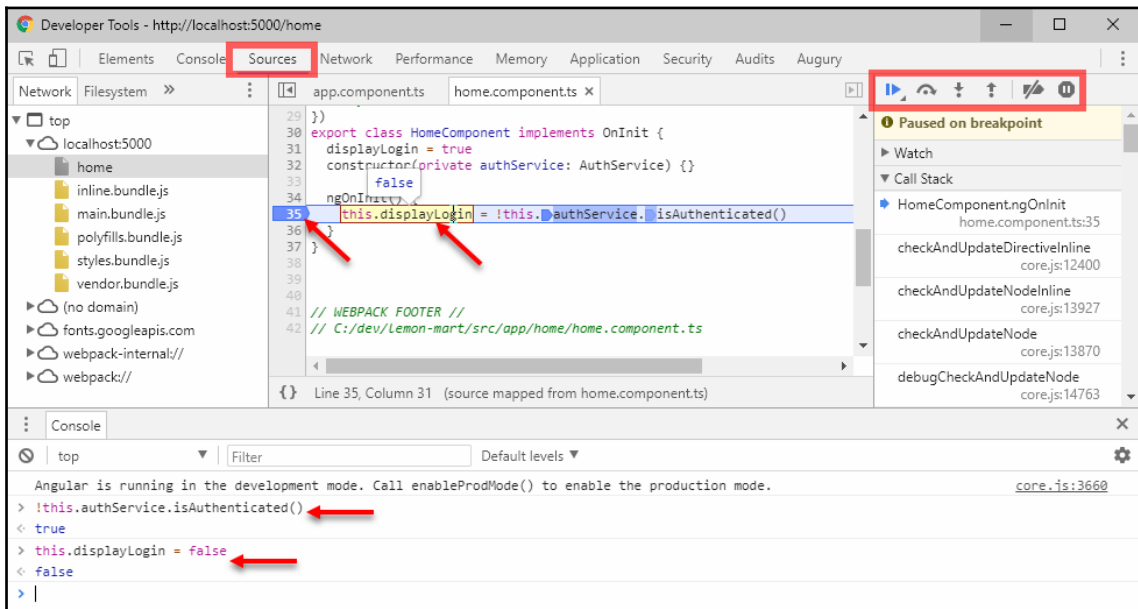 Developer Tools - http://localhost:5000/home
Elements Console Sources Network Performance Memory Application Security Audits Augury
Network Filesystem »
top
localhost:5000
home
inline.bundle.js
main.bundle.js
polyfills.bundle.js
styles.bundle.js
vendor.bundle.js
(no domain)
fonts.googleapis.com
webpack-internal://
webpack://
app.component.ts home.component.ts ×
29 })
30 export class HomeComponent implements OnInit {
31 displayLogin = true
32 constructor(private authService: AuthService) {}
33
false
34 ngOnInit()
35 this.displayLogin = !this.authService.isAuthenticated()
36 }
37 }
38
39
40
41 // WEBPACK FOOTER //
42 // C:/dev/lemon-mart/src/app/home/home.component.ts
{} Line 35, Column 31 (source mapped from home.component.ts)
Paused on breakpoint
Watch
Call Stack
HomeComponent.ngOnInit
home.component.ts:35
checkAndUpdateDirectiveInline
core.js:12400
checkAndUpdateNodeInline
core.js:13927
checkAndUpdateNode
core.js:13870
debugCheckAndUpdateNode
core.js:14763
Console
top Filter Default levels
Angular is running in the development mode. Call enableProdMode() to enable the production mode. core.js:3660
> !this.authService.isAuthenticated()
true
> this.displayLogin = false
false
>